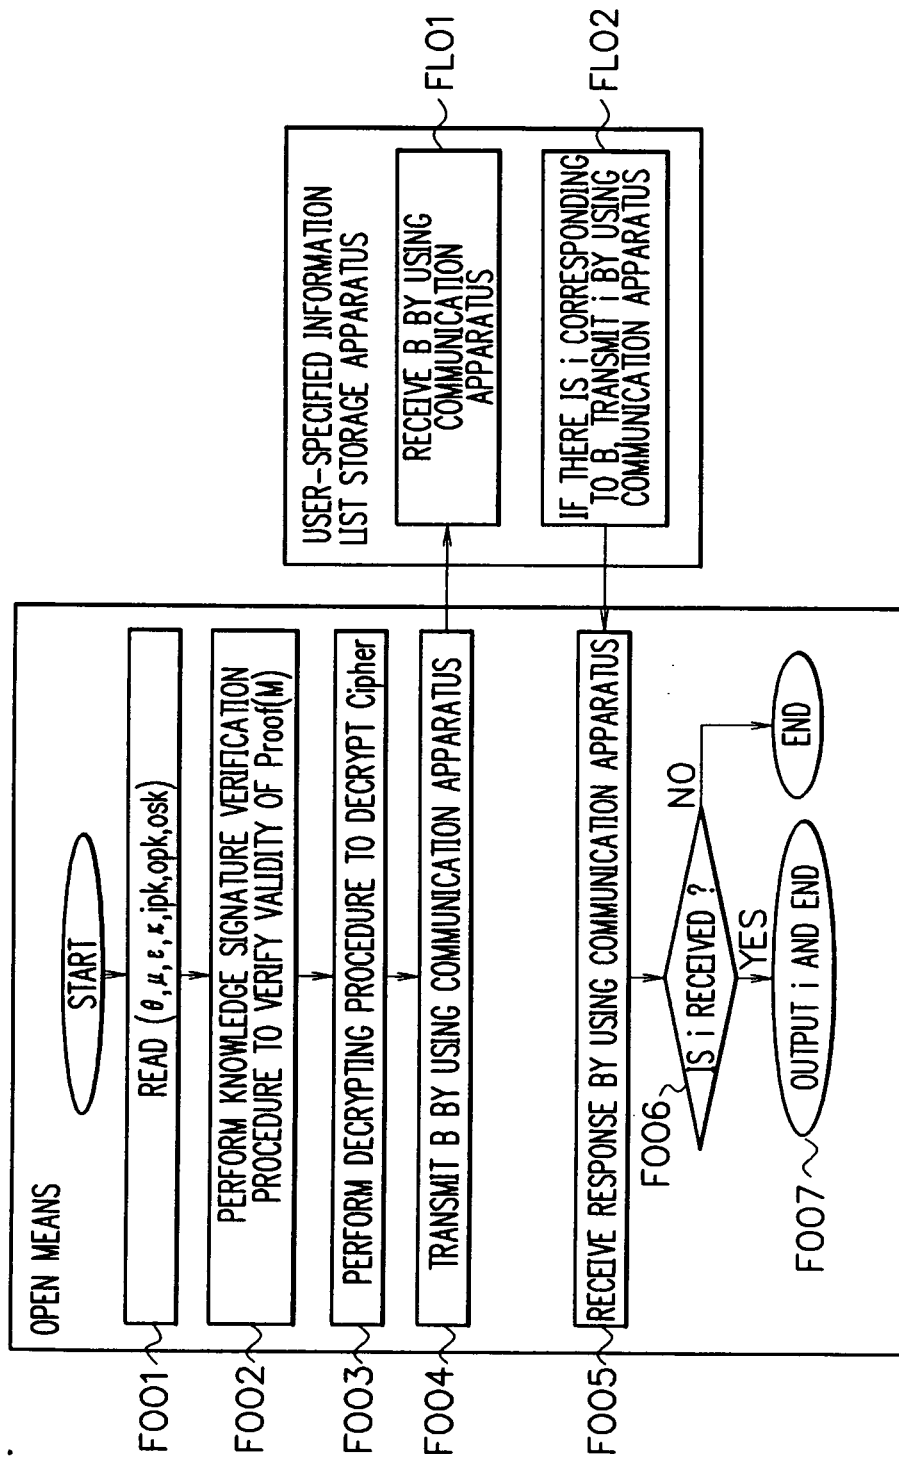 OPEN MEANS
START
F001
READ (θ,μ,ε,χ,ipk,opk,osk)
F002
PERFORM KNOWLEDGE SIGNATURE VERIFICATION
PROCEDURE TO VERIFY VALIDITY OF Proof(M)
F003
PERFORM DECRYPTING PROCEDURE TO DECRYPT Cipher
F004
TRANSMIT B BY USING COMMUNICATION APPARATUS
USER-SPECIFIED INFORMATION
LIST STORAGE APPARATUS
RECEIVE B BY USING
COMMUNICATION
APPARATUS
FL01
IF THERE IS i CORRESPONDING
TO B, TRANSMIT i BY USING
COMMUNICATION APPARATUS
FL02
F005
RECEIVE RESPONSE BY USING COMMUNICATION APPARATUS
F006
IS i RECEIVED ?
NO
END
YES
F007
OUTPUT i AND END